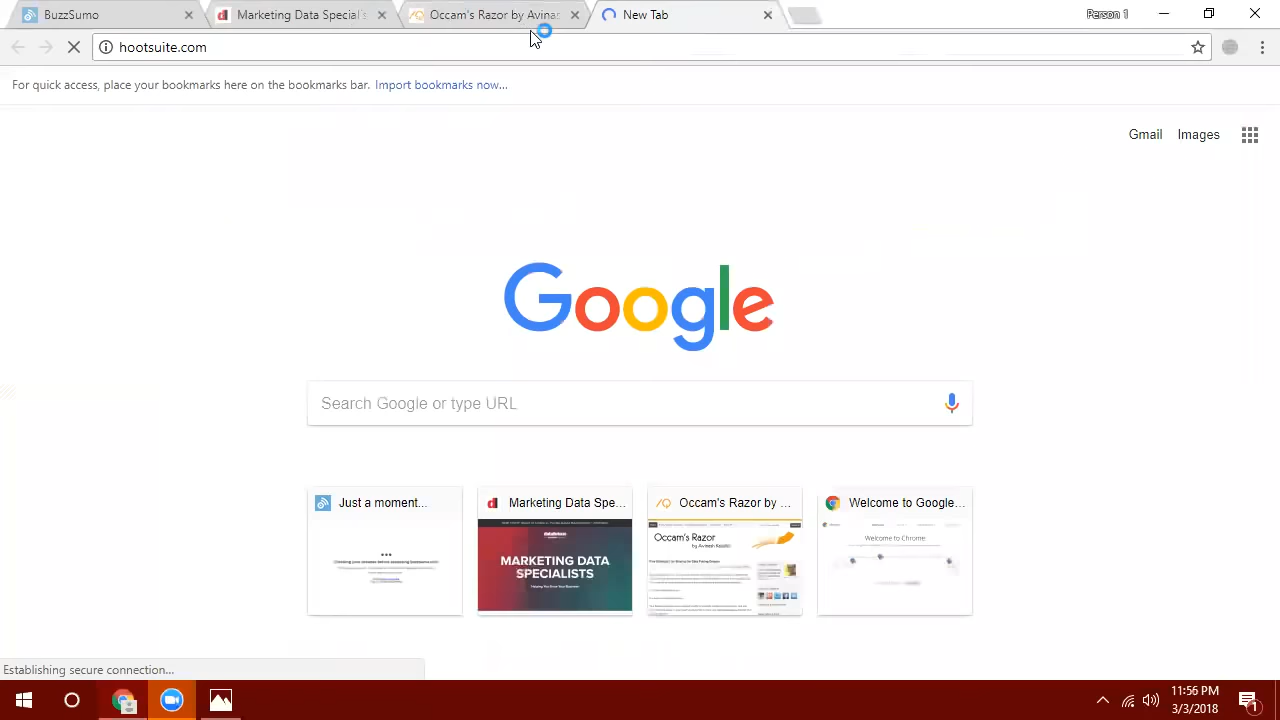 BuzzSumo
Marketing Data Special's
Occam's Razor by Avinas
New Tab
Person 1
hootsuite.com
For quick access, place your bookmarks here on the bookmarks bar. Import bookmarks now...
Gmail Images
Google
Search Google or type URL
Just a moment...
Marketing Data Spe...
Occam's Razor by ...
Welcome to Google...
MARKETING DATA
SPECIALISTS
Occam's Razor
by Avinash Kaushik
Welcome to Chrome
Establishing secure connection...
11:56 PM
3/3/2018
1